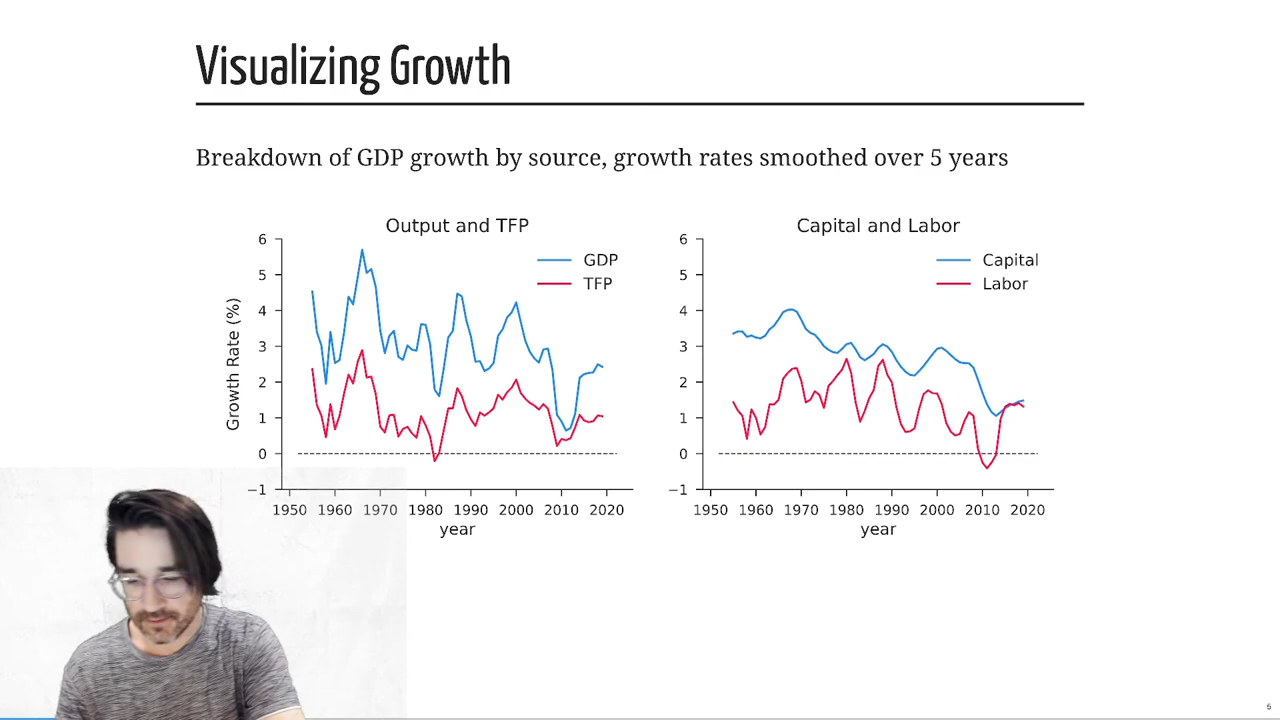 Visualizing Growth
Breakdown of GDP growth by source, growth rates smoothed over 5 years
Output and TFP
6
5
4
3
2
1
0
−1
Growth Rate (%)
GDP
TFP
1950 1960 1970 1980 1990 2000 2010 2020
year
Capital and Labor
6
5
4
3
2
1
0
−1
Capital
Labor
1950 1960 1970 1980 1990 2000 2010 2020
year
5